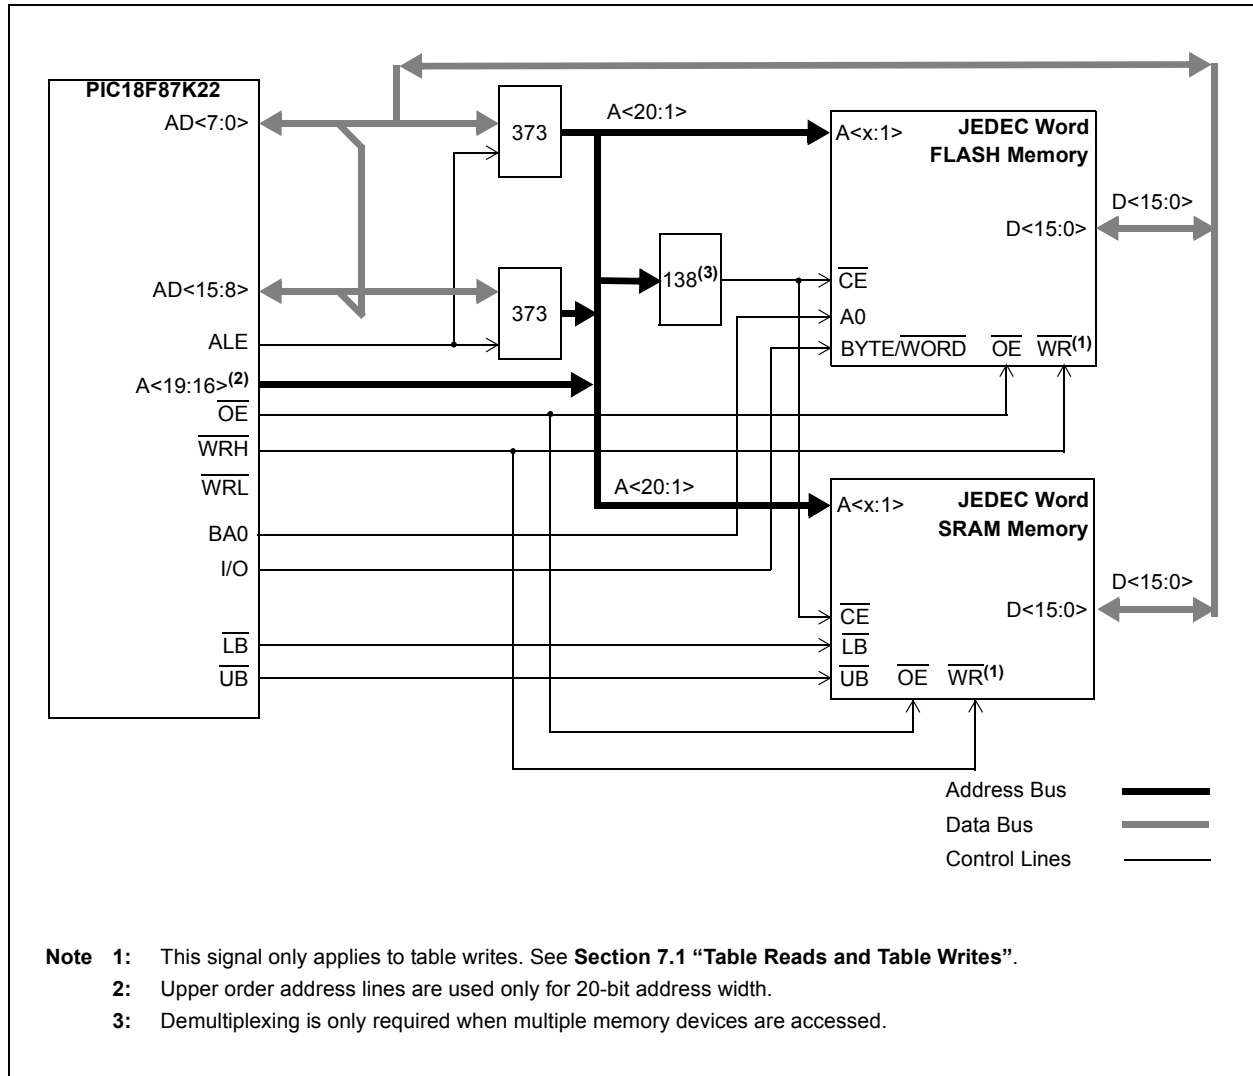 PIC18F87K22
AD<7:0>
AD<15:8>
ALE
A<19:16>(2)
OE
WRH
WRL
BA0
I/O
LB
UB
373
373
138(3)
A<20:1>
A<20:1>
JEDEC Word
FLASH Memory
A<x:1>
D<15:0>
CE
A0
BYTE/WORD OE WR(1)
D<15:0>
JEDEC Word
SRAM Memory
A<x:1>
D<15:0>
CE
LB
UB OE WR(1)
D<15:0>
Address Bus
Data Bus
Control Lines
Note 1: This signal only applies to table writes. See Section 7.1 “Table Reads and Table Writes”.
2: Upper order address lines are used only for 20-bit address width.
3: Demultiplexing is only required when multiple memory devices are accessed.